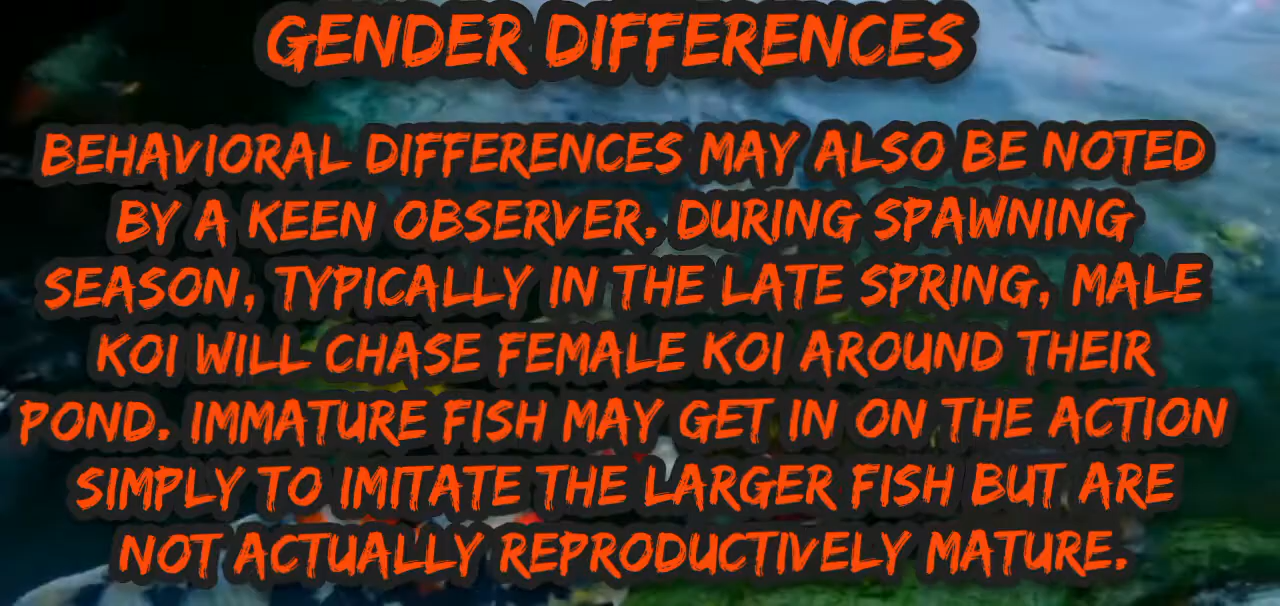 GENDER DIFFERENCES
BEHAVIORAL DIFFERENCES MAY ALSO BE NOTED
BY A KEEN OBSERVER. DURING SPAWNING
SEASON, TYPICALLY IN THE LATE SPRING, MALE
KOI WILL CHASE FEMALE KOI AROUND THEIR
POND. IMMATURE FISH MAY GET IN ON THE ACTION
SIMPLY TO IMITATE THE LARGER FISH BUT ARE
NOT ACTUALLY REPRODUCTIVELY MATURE.